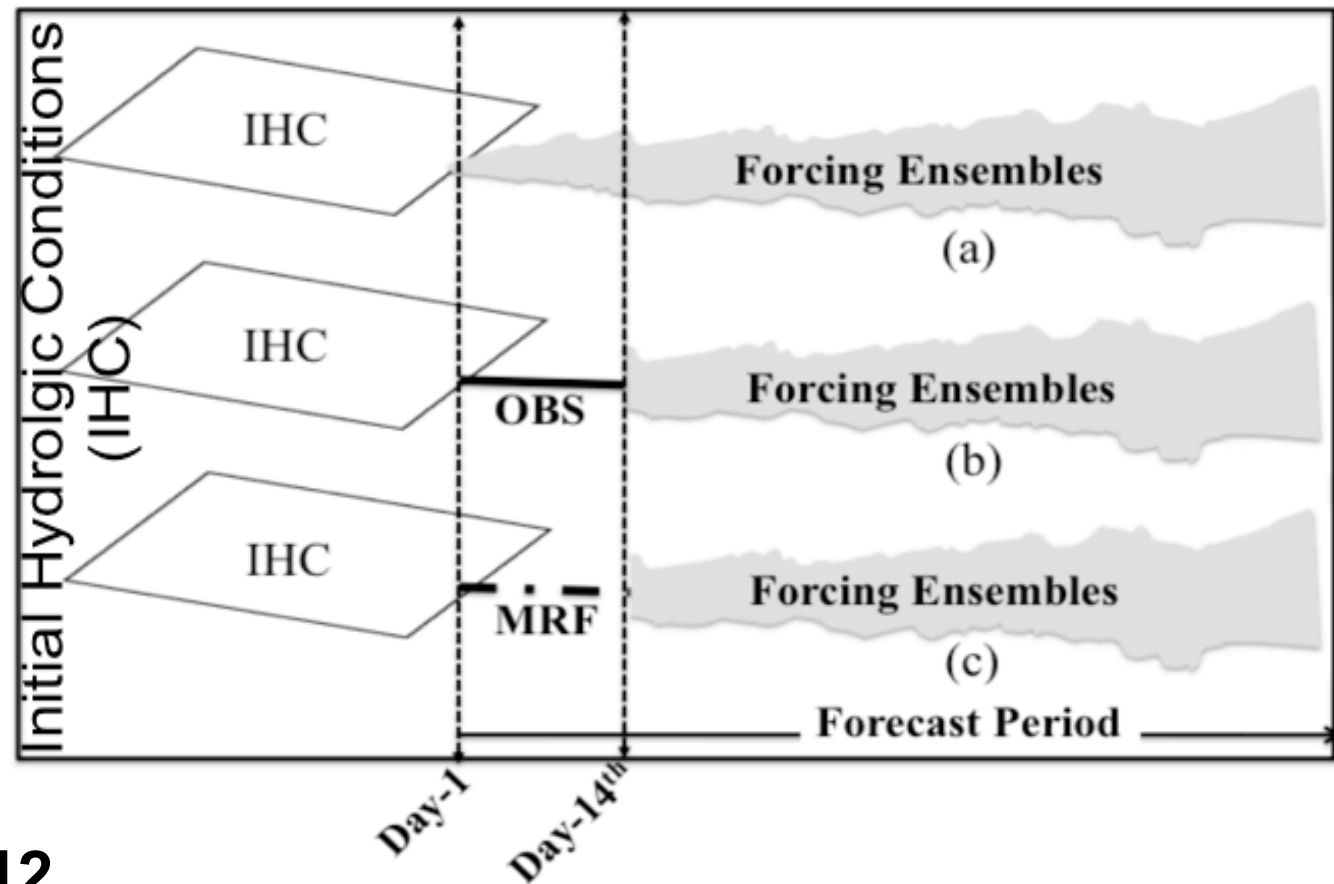 Initial Hydrolgic Conditions
(IHC)
IHC
Forcing Ensembles
(a)
IHC
OBS
Forcing Ensembles
(b)
IHC
MRF
Forcing Ensembles
(c)
Forecast Period
Day-1
Day-14th
12